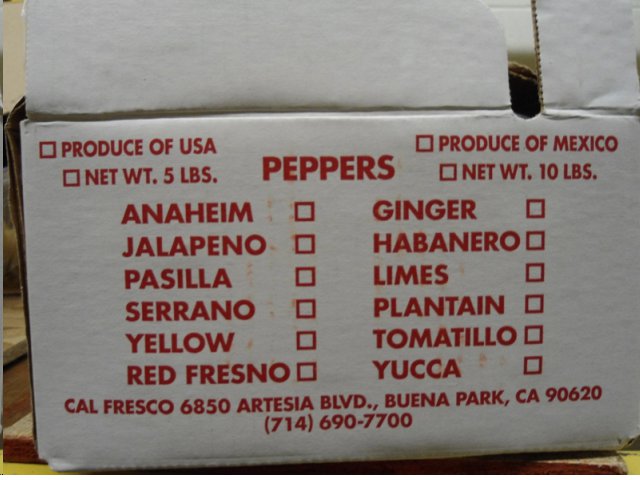 PRODUCE OF USA
PRODUCE OF MEXICO
NET WT. 5 LBS.
PEPPERS
NET WT. 10 LBS.
ANAHEIM
GINGER
JALAPENO
HABANERO
PASILLA
LIMES
SERRANO
PLANTAIN
YELLOW
TOMATILLO
RED FRESNO
YUCCA
CAL FRESCO 6850 ARTESIA BLVD., BUENA PARK, CA 90620
(714) 690-7700